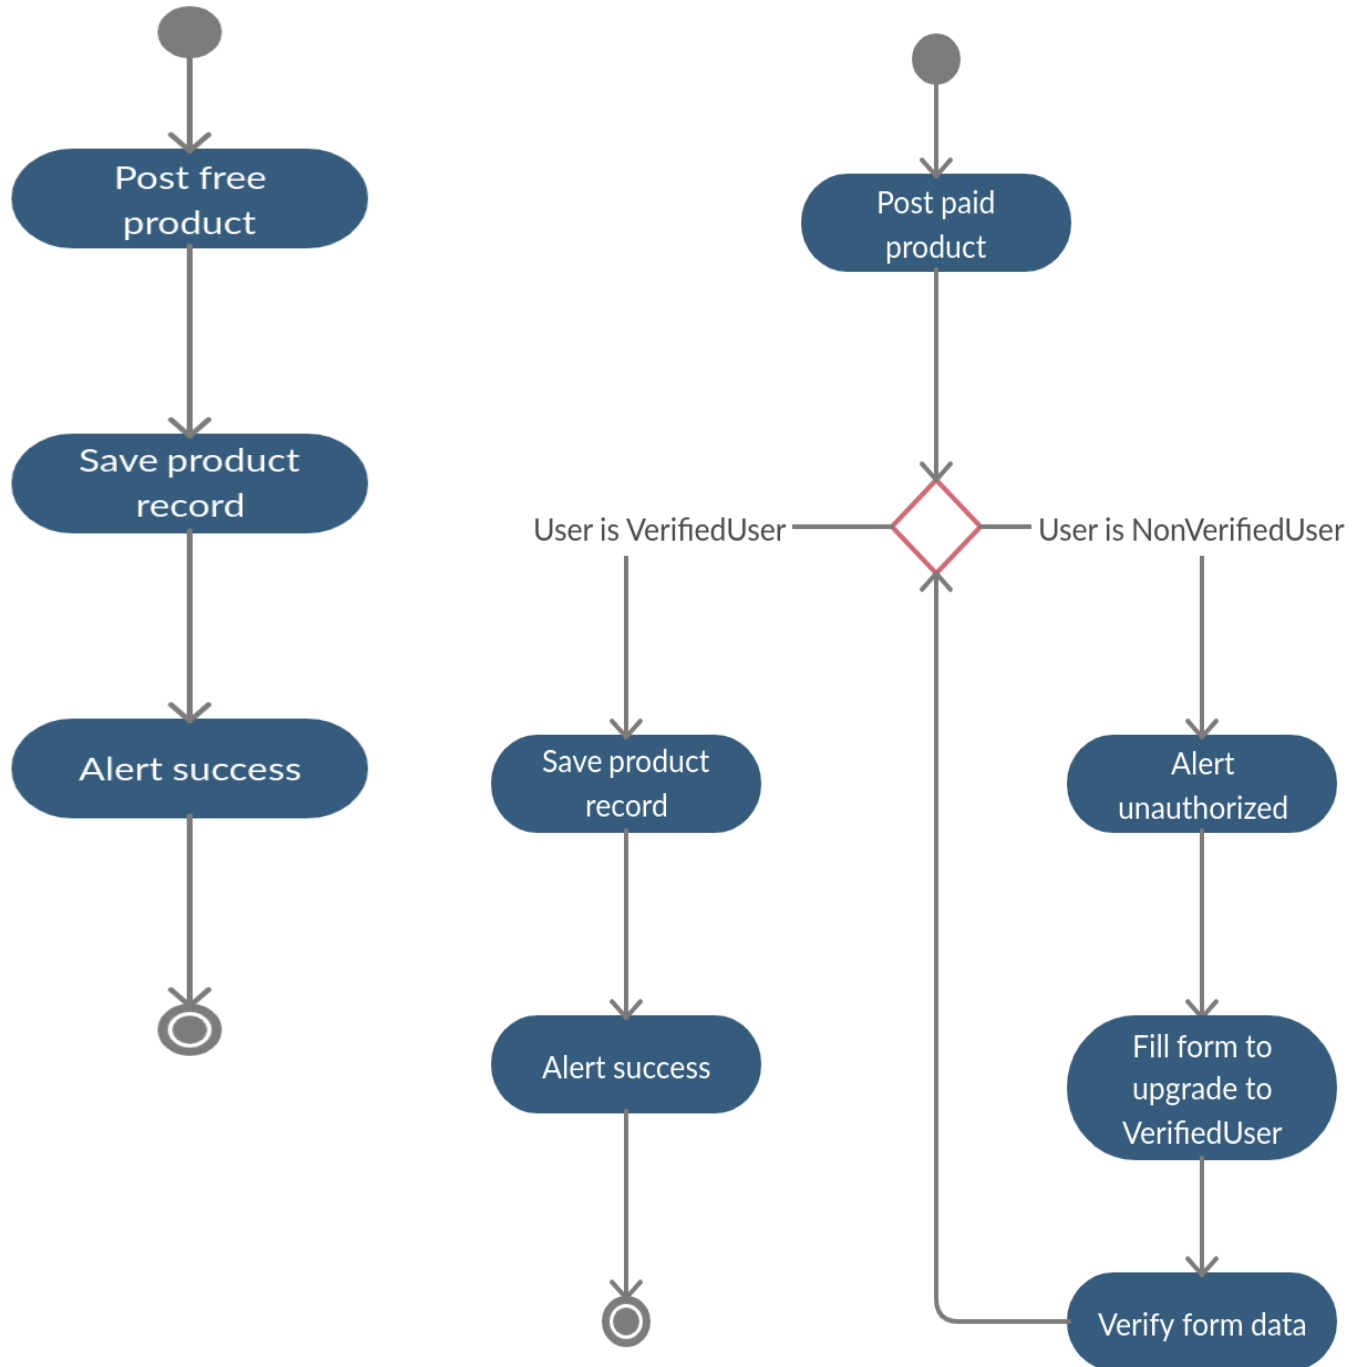 Post free
product
Save product
record
Alert success
Post paid
product
User is VerifiedUser
User is NonVerifiedUser
Save product
record
Alert success
Alert
unauthorized
Fill form to
upgrade to
VerifiedUser
Verify form data